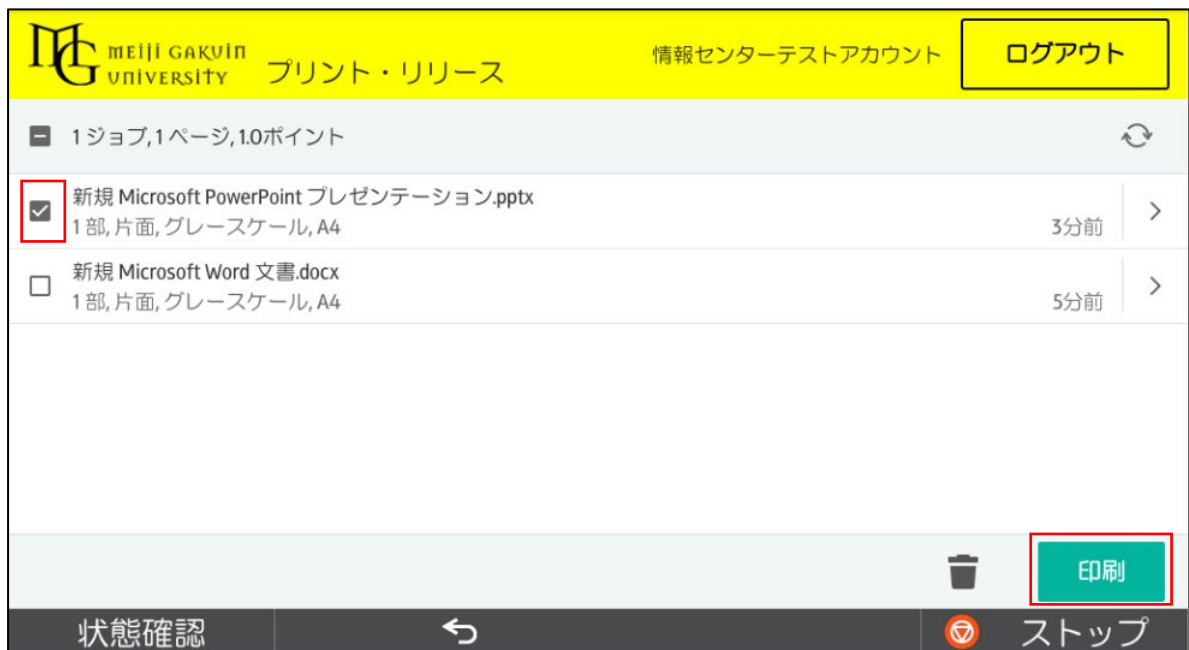 MEIJI GAKUIN
UNIVERSITY
プリント・リリース
情報センターテストアカウント
ログアウト
1ジョブ,1ページ,1.0ポイント
新規 Microsoft PowerPoint プレゼンテーション.pptx
1部, 片面, グレースケール, A4
3分前
新規 Microsoft Word 文書.docx
1部, 片面, グレースケール, A4
5分前
印刷
状態確認
ストップ